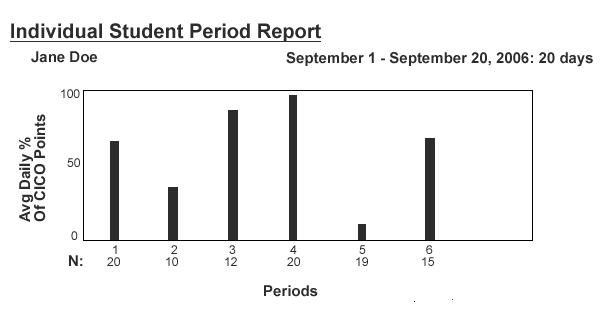 Individual Student Period Report
Jane Doe
September 1 - September 20, 2006: 20 days
Avg Daily %
Of CICO Points
100
50
0
1 2 3 4 5 6
N: 20 10 12 20 19 15
Periods